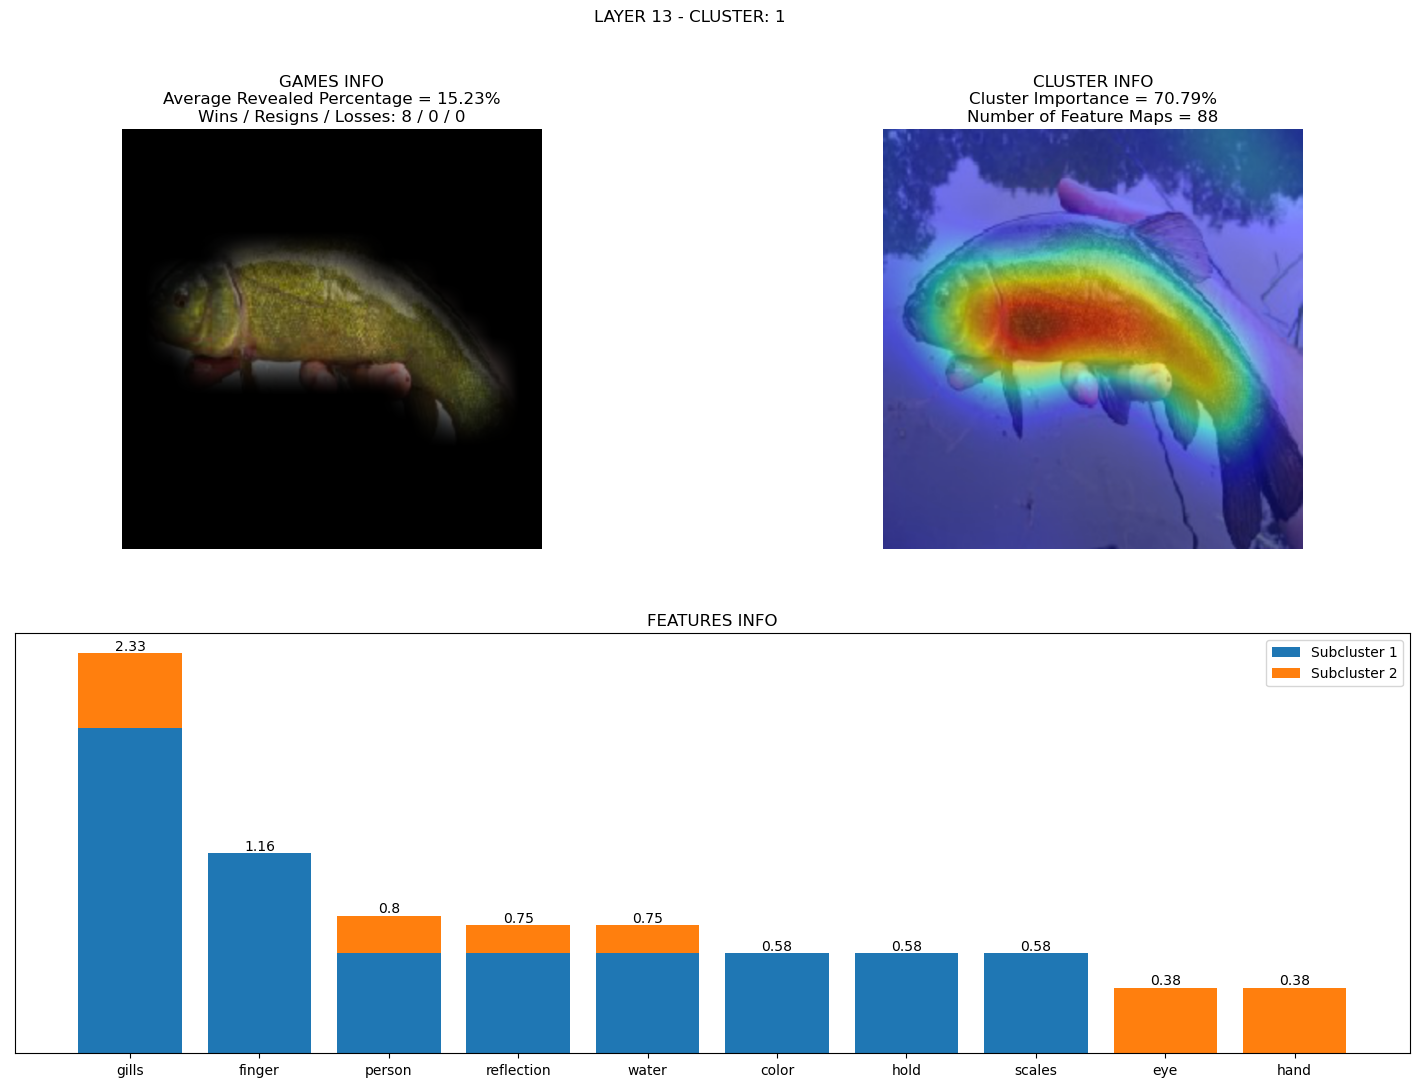 LAYER 13 - CLUSTER: 1
GAMES INFO
Average Revealed Percentage = 15.23%
Wins / Resigns / Losses: 8 / 0 / 0
CLUSTER INFO
Cluster Importance = 70.79%
Number of Feature Maps = 88
FEATURES INFO
Subcluster 1
Subcluster 2
2.33
1.16
0.8
0.75
0.75
0.58
0.58
0.58
0.38
0.38
gills
finger
person
reflection
water
color
hold
scales
eye
hand